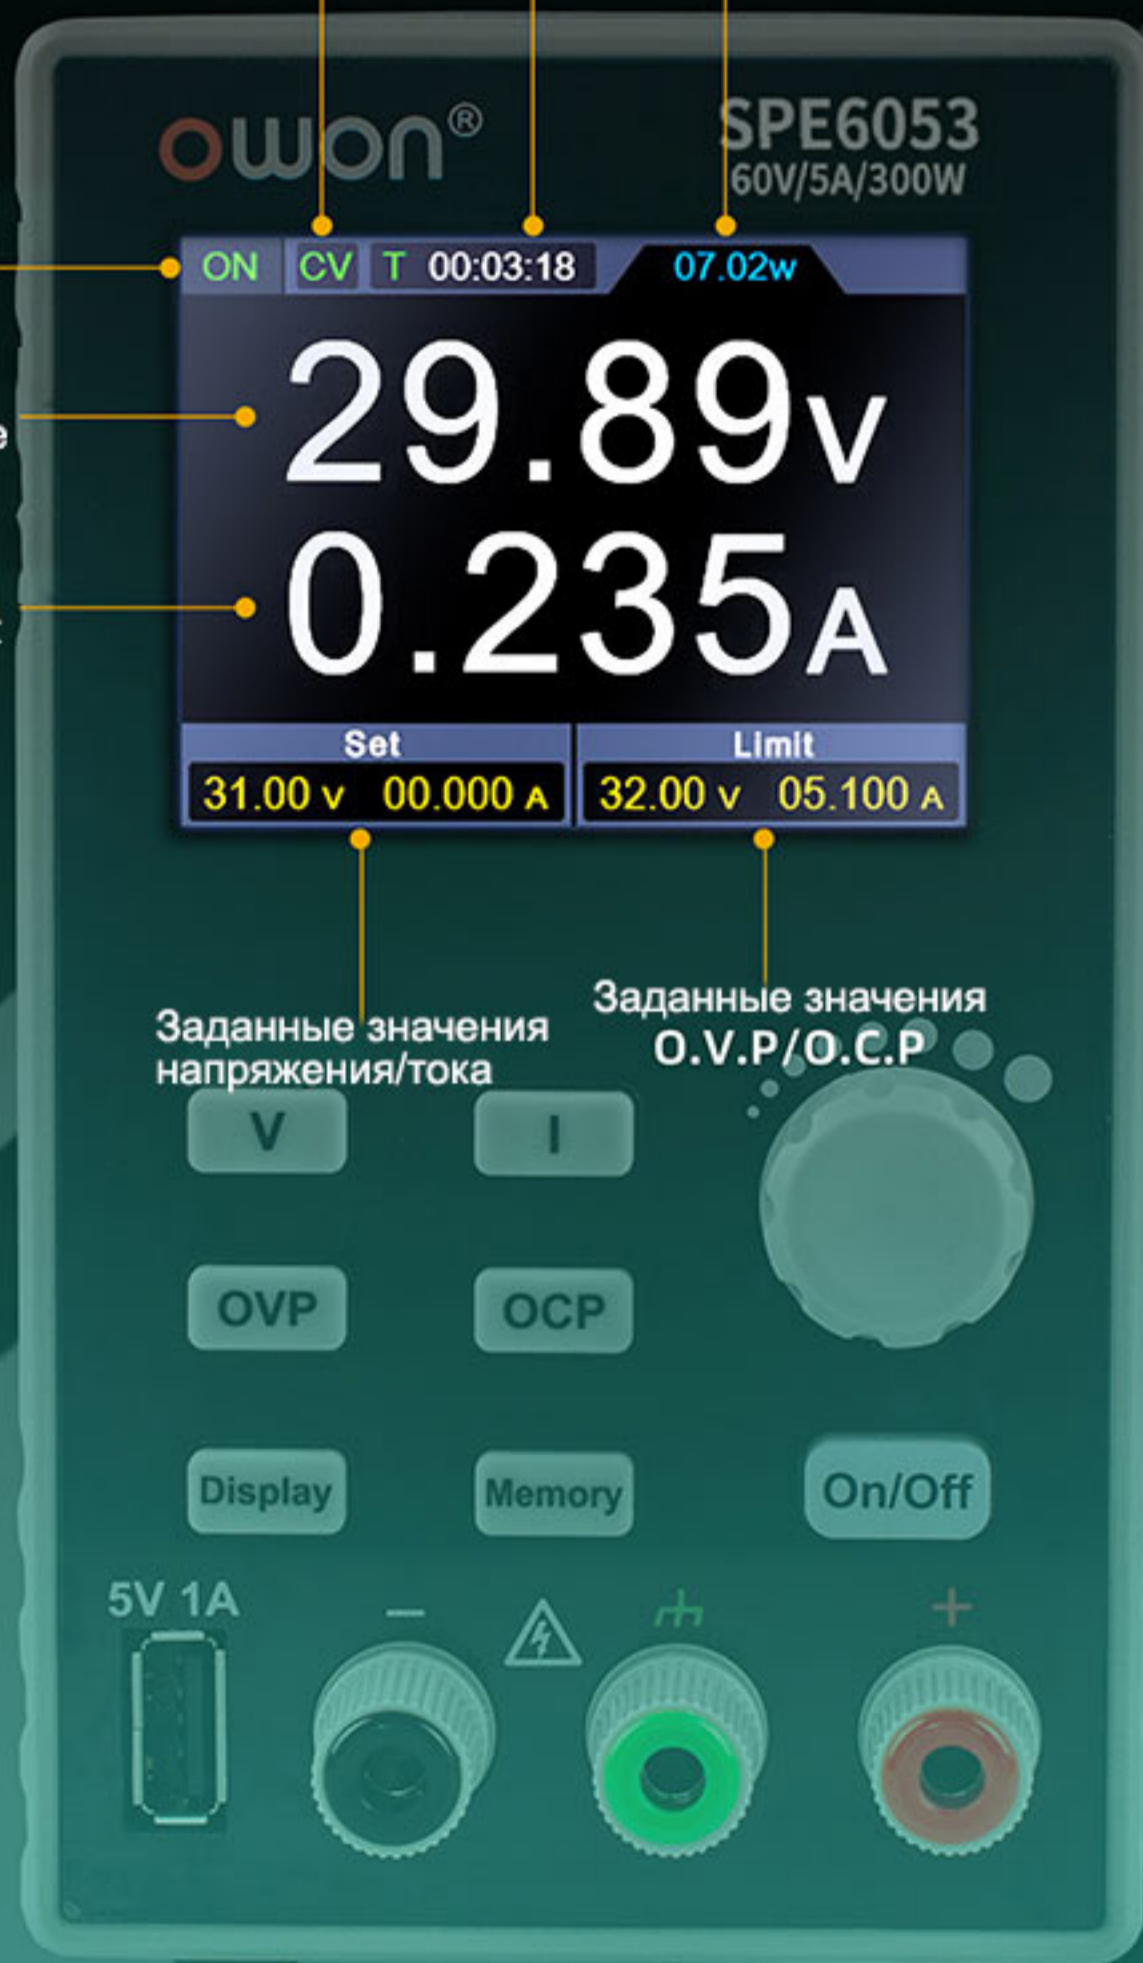 owon®
SPE6053
60V/5A/300W
ON CV T 00:03:18 07.02w
29.89V
0.235A
Set Limit
31.00 V 00.000 A 32.00 V 05.100 A
Заданные значения
напряжения/тока
Заданные значения
O.V.P/O.C.P
V I
OVP OCP
Display Memory On/Off
5V 1A
− +